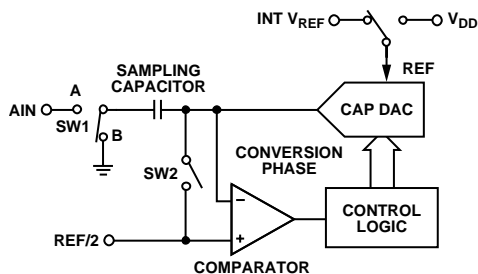 INT VREF
VDD
REF
SAMPLING
CAPACITOR
A
AIN
CAP DAC
SW1
B
CONVERSION
PHASE
SW2
−
CONTROL
LOGIC
REF/2
+
COMPARATOR